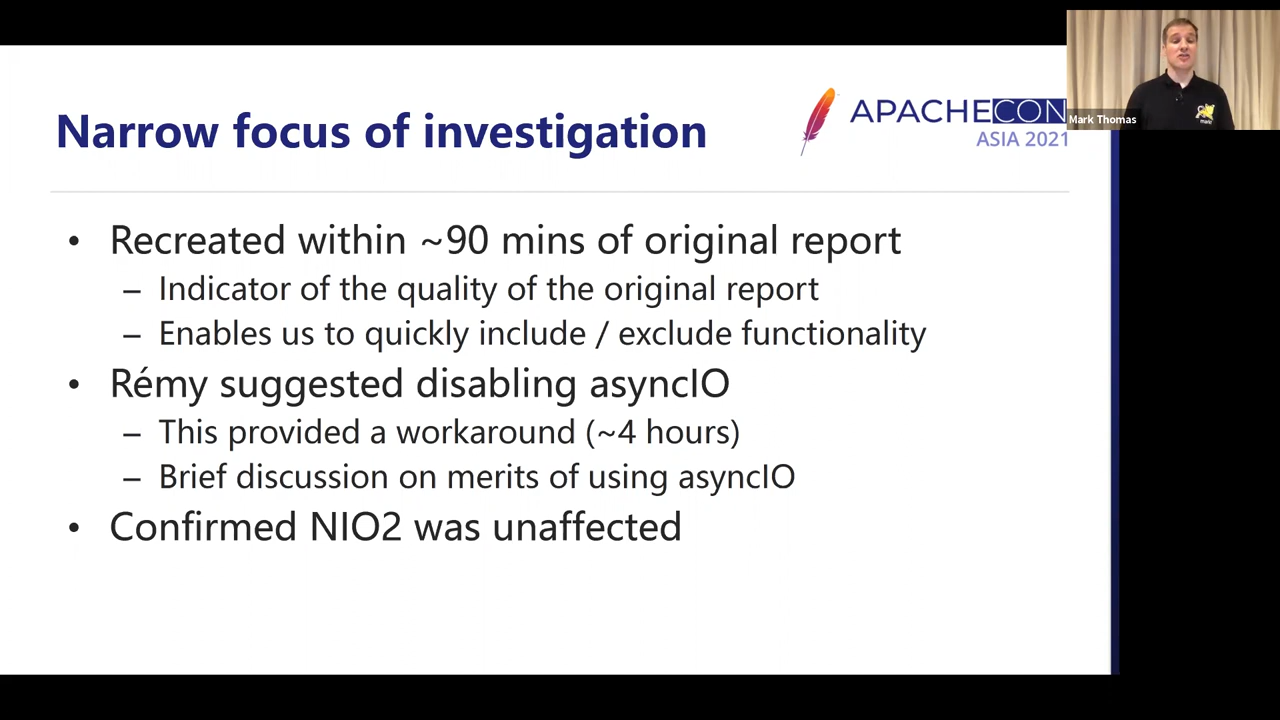 Narrow focus of investigation
APACHECON
ASIA 2021
Mark Thomas
• Recreated within ~90 mins of original report
– Indicator of the quality of the original report
– Enables us to quickly include / exclude functionality
• Rémy suggested disabling asyncIO
– This provided a workaround (~4 hours)
– Brief discussion on merits of using asyncIO
• Confirmed NIO2 was unaffected